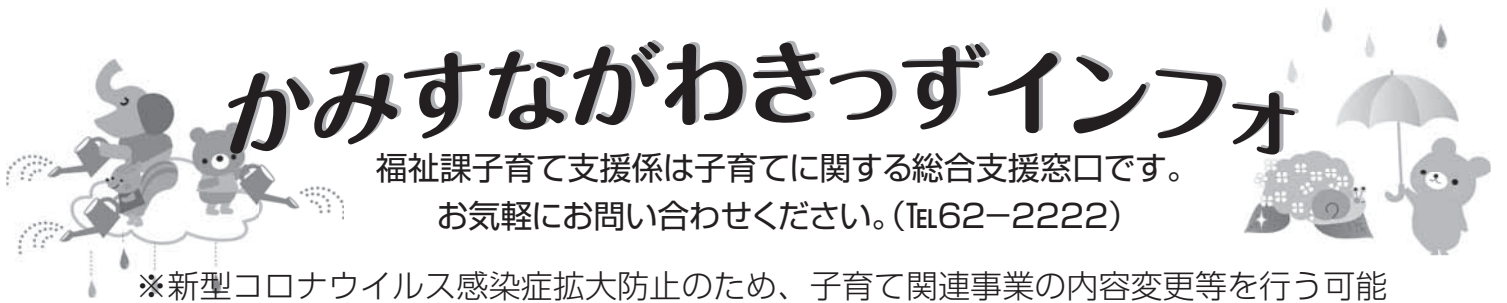 かみすながわきっずインフォ
福祉課子育て支援係は子育てに関する総合支援窓口です。
お気軽にお問い合わせください。(℡62−2222)
※新型コロナウイルス感染症拡大防止のため、子育て関連事業の内容変更等を行う可能